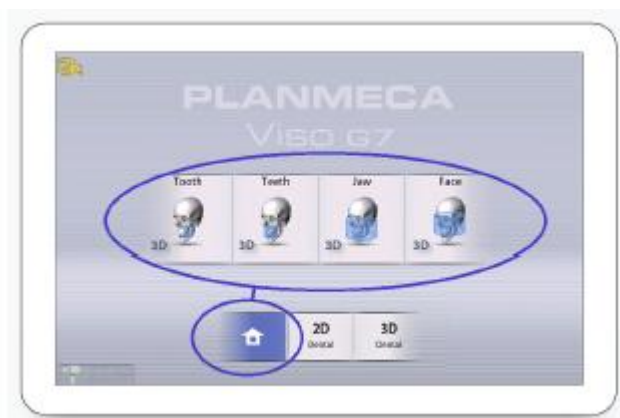 PLANMECA
VISO G7
Tooth
Teeth
Jaw
Face
3D
3D
3D
3D
2D
Dental
3D
Dental